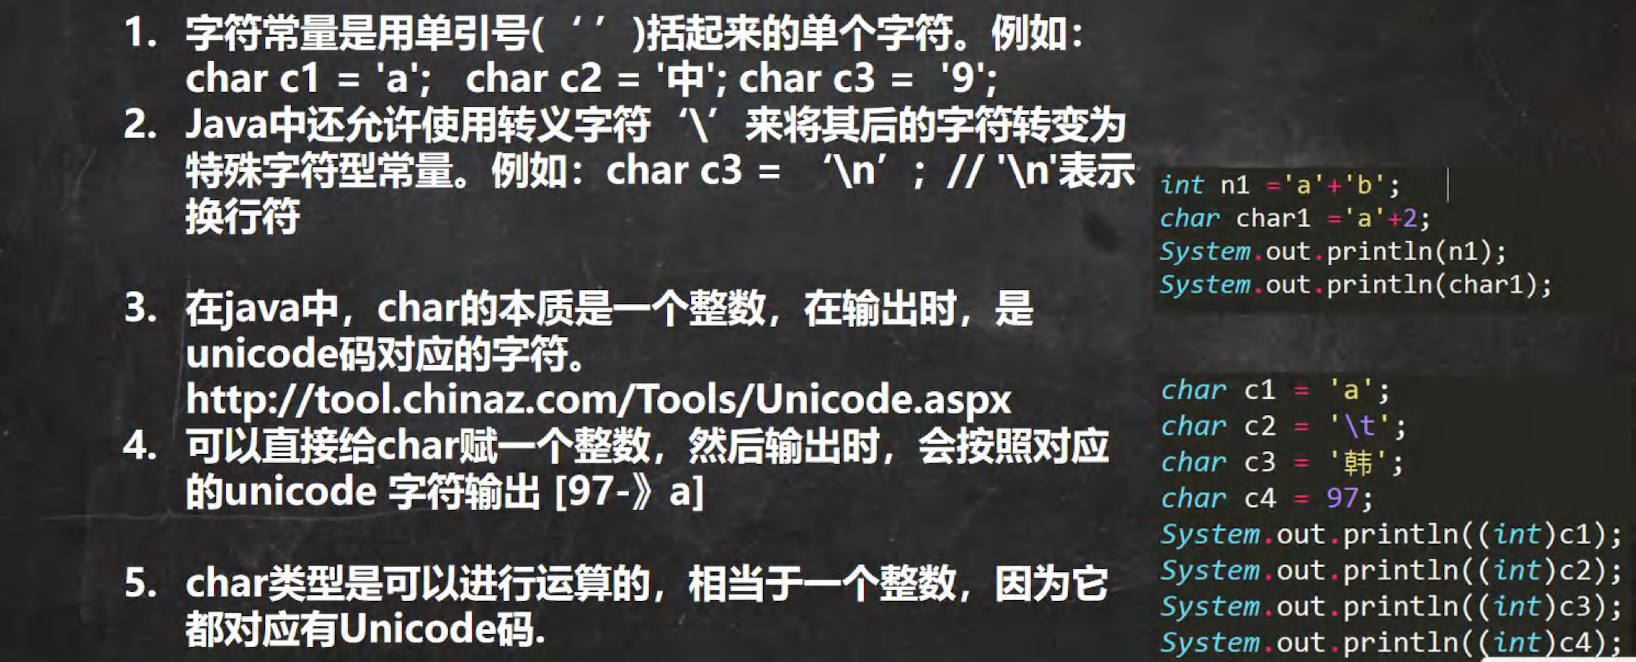 1. 字符常量是用单引号(‘ ’)括起来的单个字符。例如：
char c1 = 'a'; char c2 = '中'; char c3 = '9';
2. Java中还允许使用转义字符‘\’来将其后的字符转变为
特殊字符型常量。例如：char c3 = ‘\n’; // '\n'表示
换行符
3. 在java中，char的本质是一个整数，在输出时，是
unicode码对应的字符。
http://tool.chinaz.com/Tools/Unicode.aspx
4. 可以直接给char赋一个整数，然后输出时，会按照对应
的unicode 字符输出 [97-》a]
5. char类型是可以进行运算的，相当于一个整数，因为它
都对应有Unicode码.
int n1 ='a'+'b';
char char1 ='a'+2;
System.out.println(n1);
System.out.println(char1);
char c1 = 'a';
char c2 = '\t';
char c3 = '韩';
char c4 = 97;
System.out.println((int)c1);
System.out.println((int)c2);
System.out.println((int)c3);
System.out.println((int)c4);